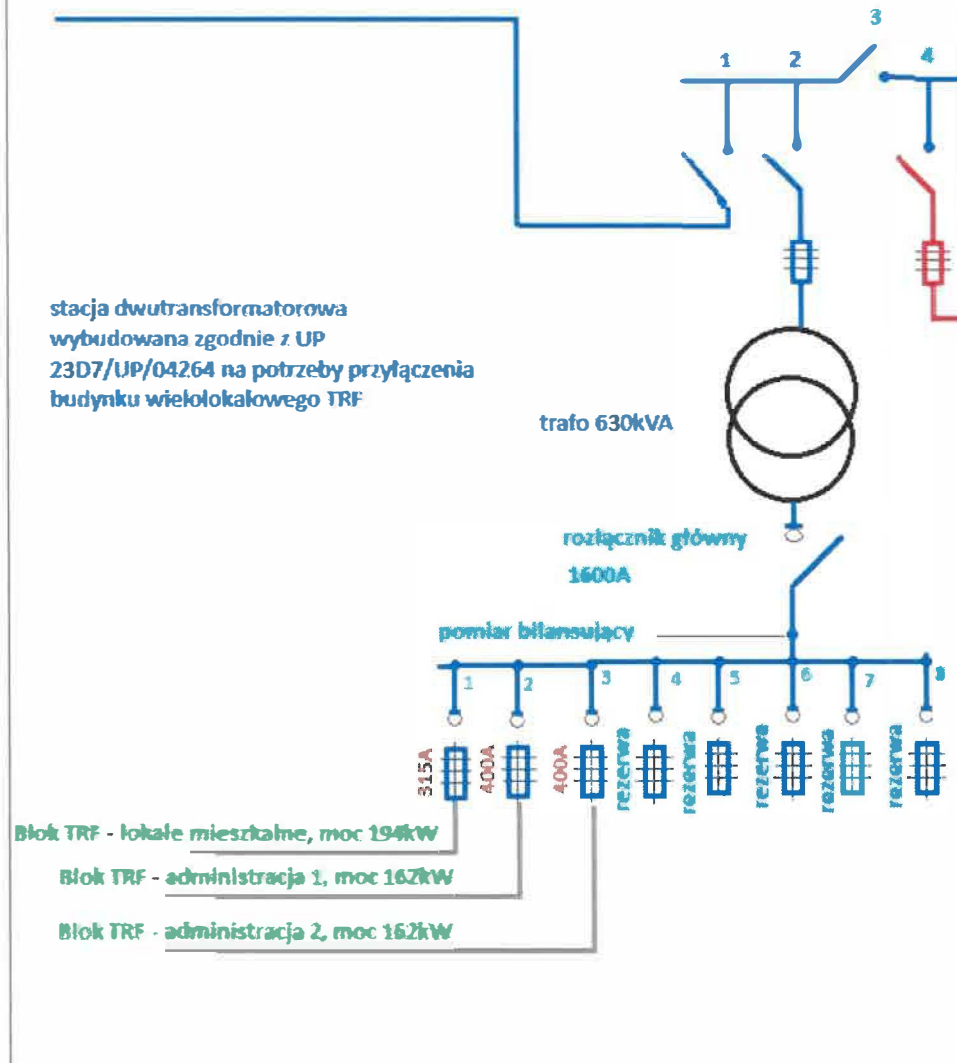 3
1 2 4
stacja dwutransformatorowa
wybudowana zgodnie z UP
23D7/UP/04264 na potrzeby przyłączenia
budynku wielolokalowego TRF
trafo 630kVA
rozłącznik główny
1600A
pomiar bilansujący
1 2 3 4 5 6 7 8
315A
400A
400A
rezerwa
rezerwa
rezerwa
rezerwa
rezerwa
Blok TRF - lokale mieszkalne, moc 194kW
Blok TRF - administracja 1, moc 162kW
Blok TRF - administracja 2, moc 162kW